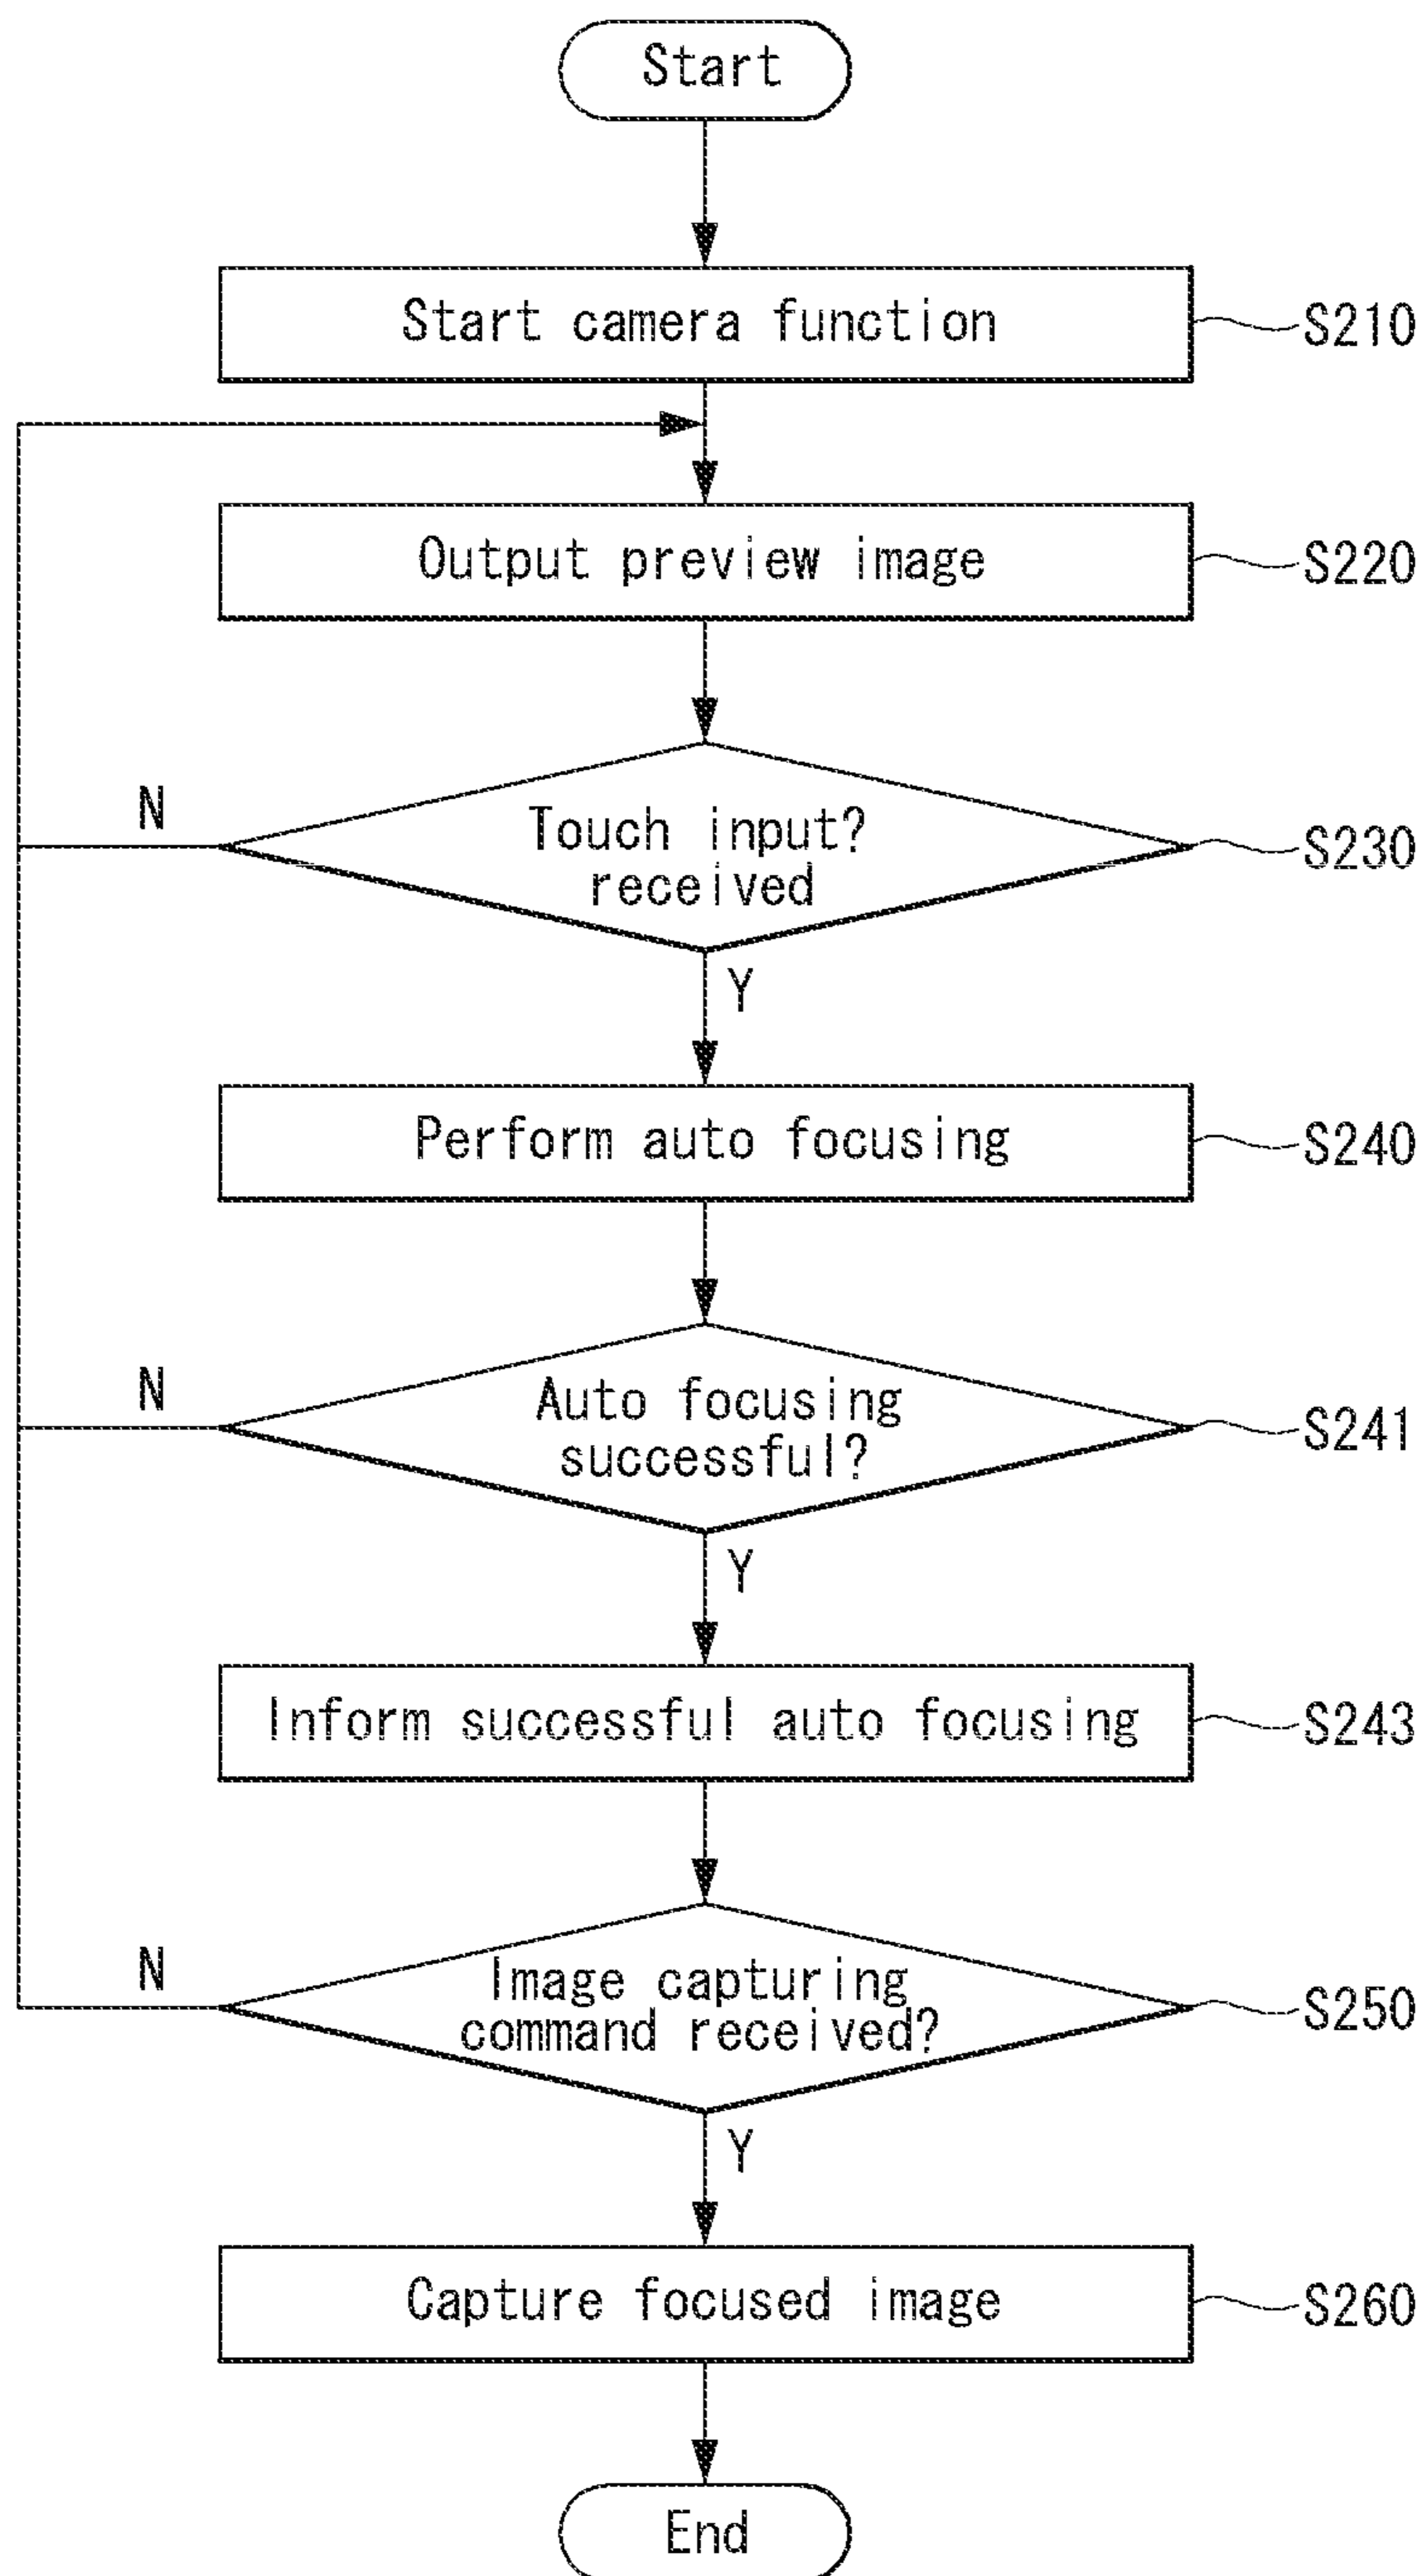 Start
Start camera function
S210
Output preview image
S220
N
Touch input?
received
S230
Y
Perform auto focusing
S240
N
Auto focusing
successful?
S241
Y
Inform successful auto focusing
S243
N
Image capturing
command received?
S250
Y
Capture focused image
S260
End